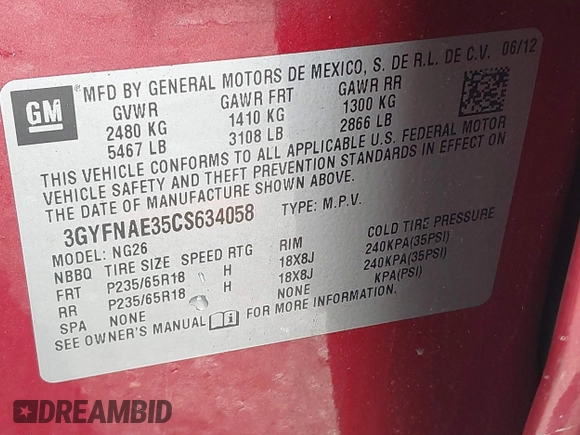 GM
MFD BY GENERAL MOTORS DE MEXICO, S. DE R.L. DE C.V. 06/12
GVWR GAWR FRT GAWR RR
2480 KG 1410 KG 1300 KG
5467 LB 3108 LB 2866 LB
THIS VEHICLE CONFORMS TO ALL APPLICABLE U.S. FEDERAL MOTOR
VEHICLE SAFETY AND THEFT PREVENTION STANDARDS IN EFFECT ON
THE DATE OF MANUFACTURE SHOWN ABOVE.
3GYFNAE35CS634058 TYPE: M.P.V.
MODEL: NG26
NBBQ TIRE SIZE SPEED RTG RIM COLD TIRE PRESSURE
FRT P235/65R18 H 18X8J 240KPA(35PSI)
RR P235/65R18 H 18X8J 240KPA(35PSI)
SPA NONE NONE KPA(PSI)
SEE OWNER'S MANUAL i FOR MORE INFORMATION.
DREAMBID